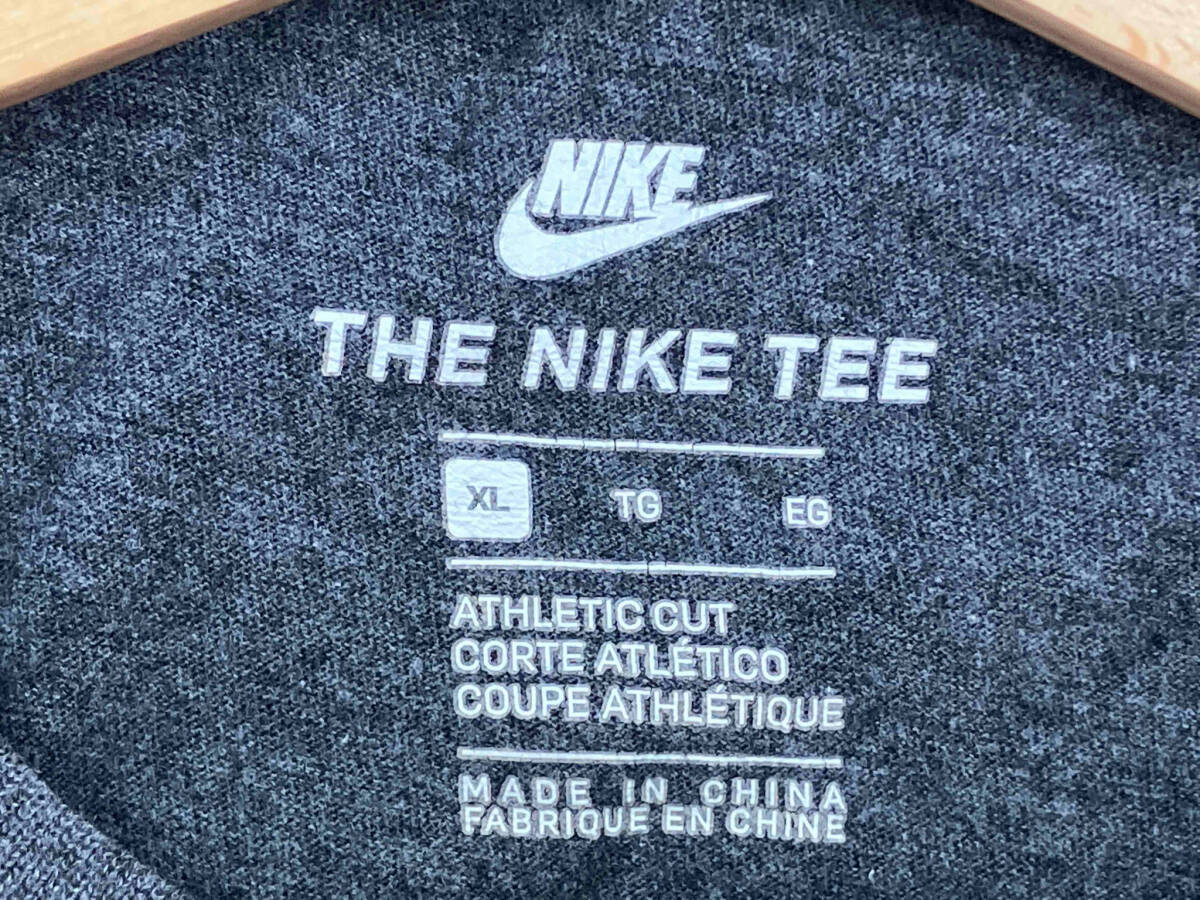 NIKE
THE NIKE TEE
XL TG EG
ATHLETIC CUT
CORTE ATLÉTICO
COUPE ATHLÉTIQUE
MADE IN CHINA
FABRIQUE EN CHINE